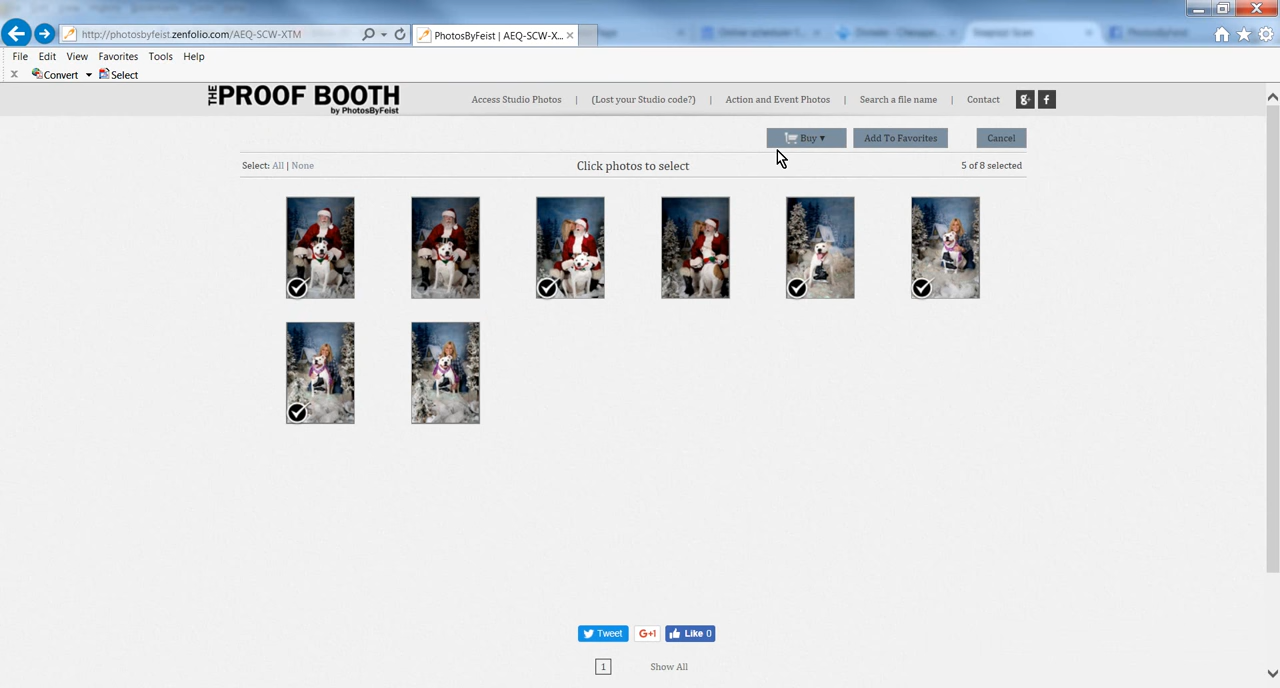 http://photosbyfeist.zenfolio.com/AEQ-SCW-XTM
PhotosByFeist | AEQ-SCW-X...
File Edit View Favorites Tools Help
x Convert Select
THE PROOF BOOTH
by PhotosByFeist
Access Studio Photos | (Lost your Studio code?) | Action and Event Photos | Search a file name | Contact
g+ f
Buy ▾ Add To Favorites Cancel
Select: All | None Click photos to select 5 of 8 selected
Tweet G+1 Like 0
1 Show All